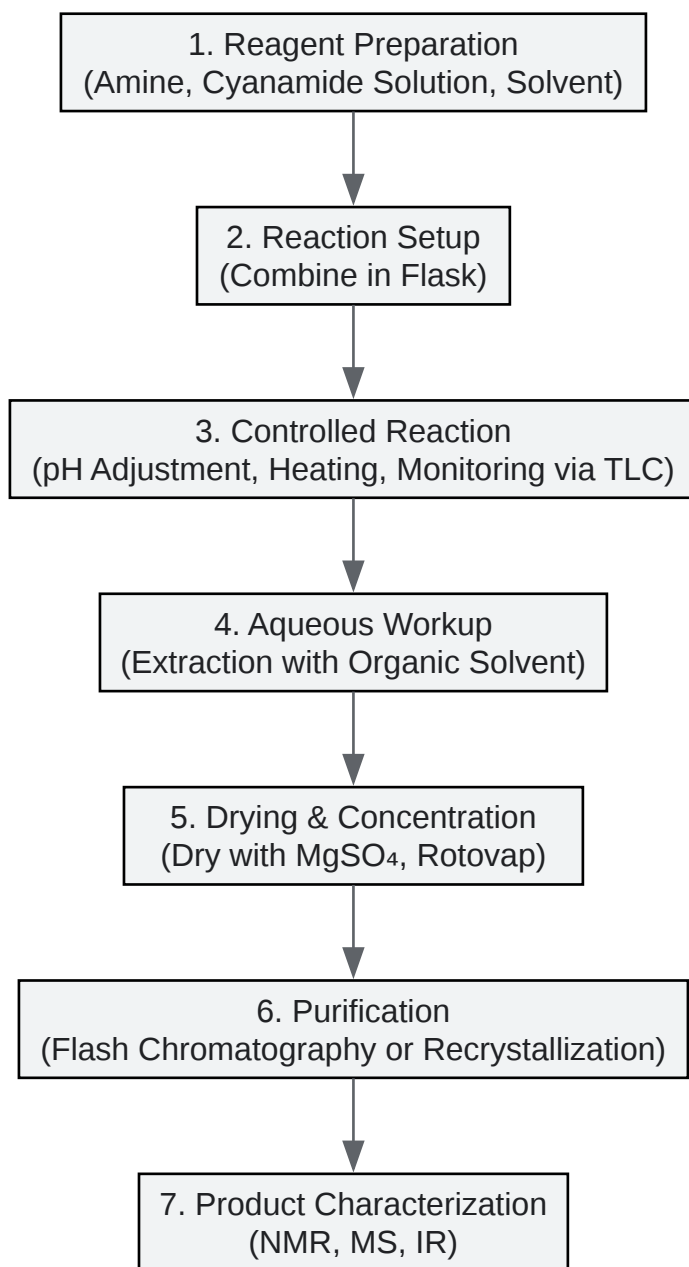 1. Reagent Preparation
(Amine, Cyanamide Solution, Solvent)
2. Reaction Setup
(Combine in Flask)
3. Controlled Reaction
(pH Adjustment, Heating, Monitoring via TLC)
4. Aqueous Workup
(Extraction with Organic Solvent)
5. Drying & Concentration
(Dry with MgSO₄, Rotovap)
6. Purification
(Flash Chromatography or Recrystallization)
7. Product Characterization
(NMR, MS, IR)